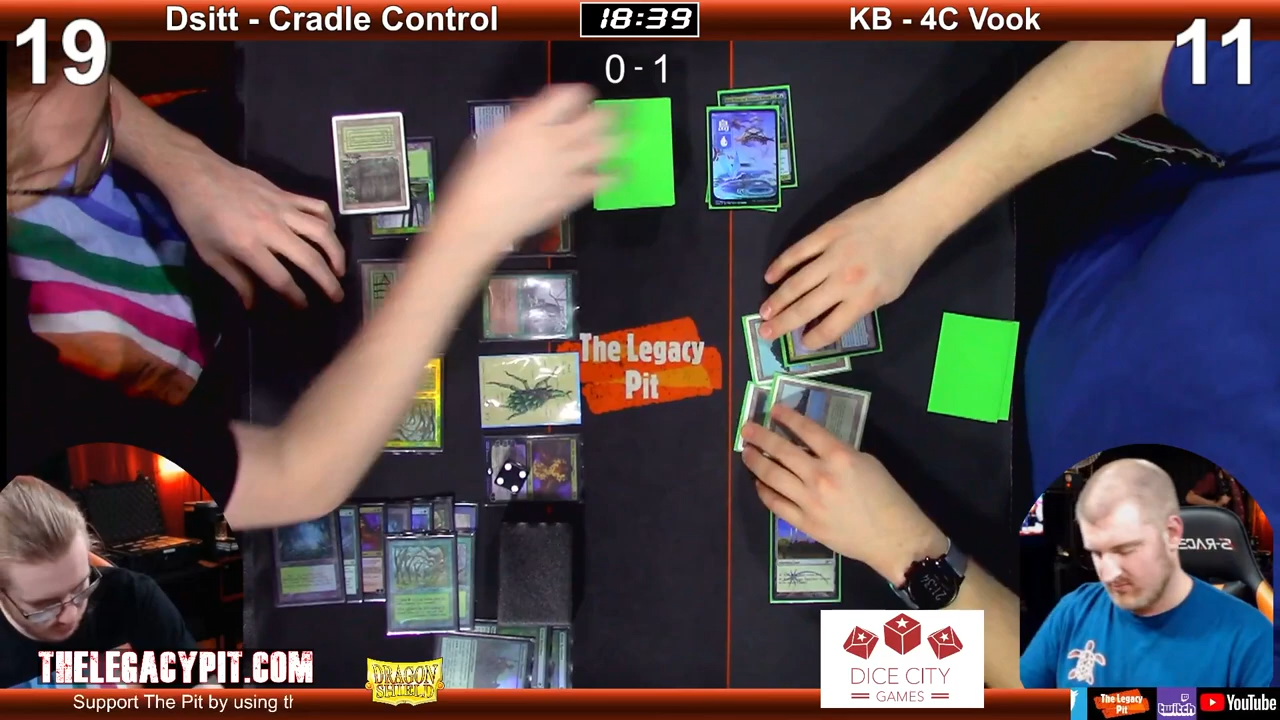 Dsitt - Cradle Control
18:39
KB - 4C Vook
19
11
0 - 1
The Legacy
Pit
THELEGACYPIT.COM
DRAGON
SHIELD
DICE CITY
GAMES
Support The Pit by using th
The Legacy
Pit
twitch
YouTube